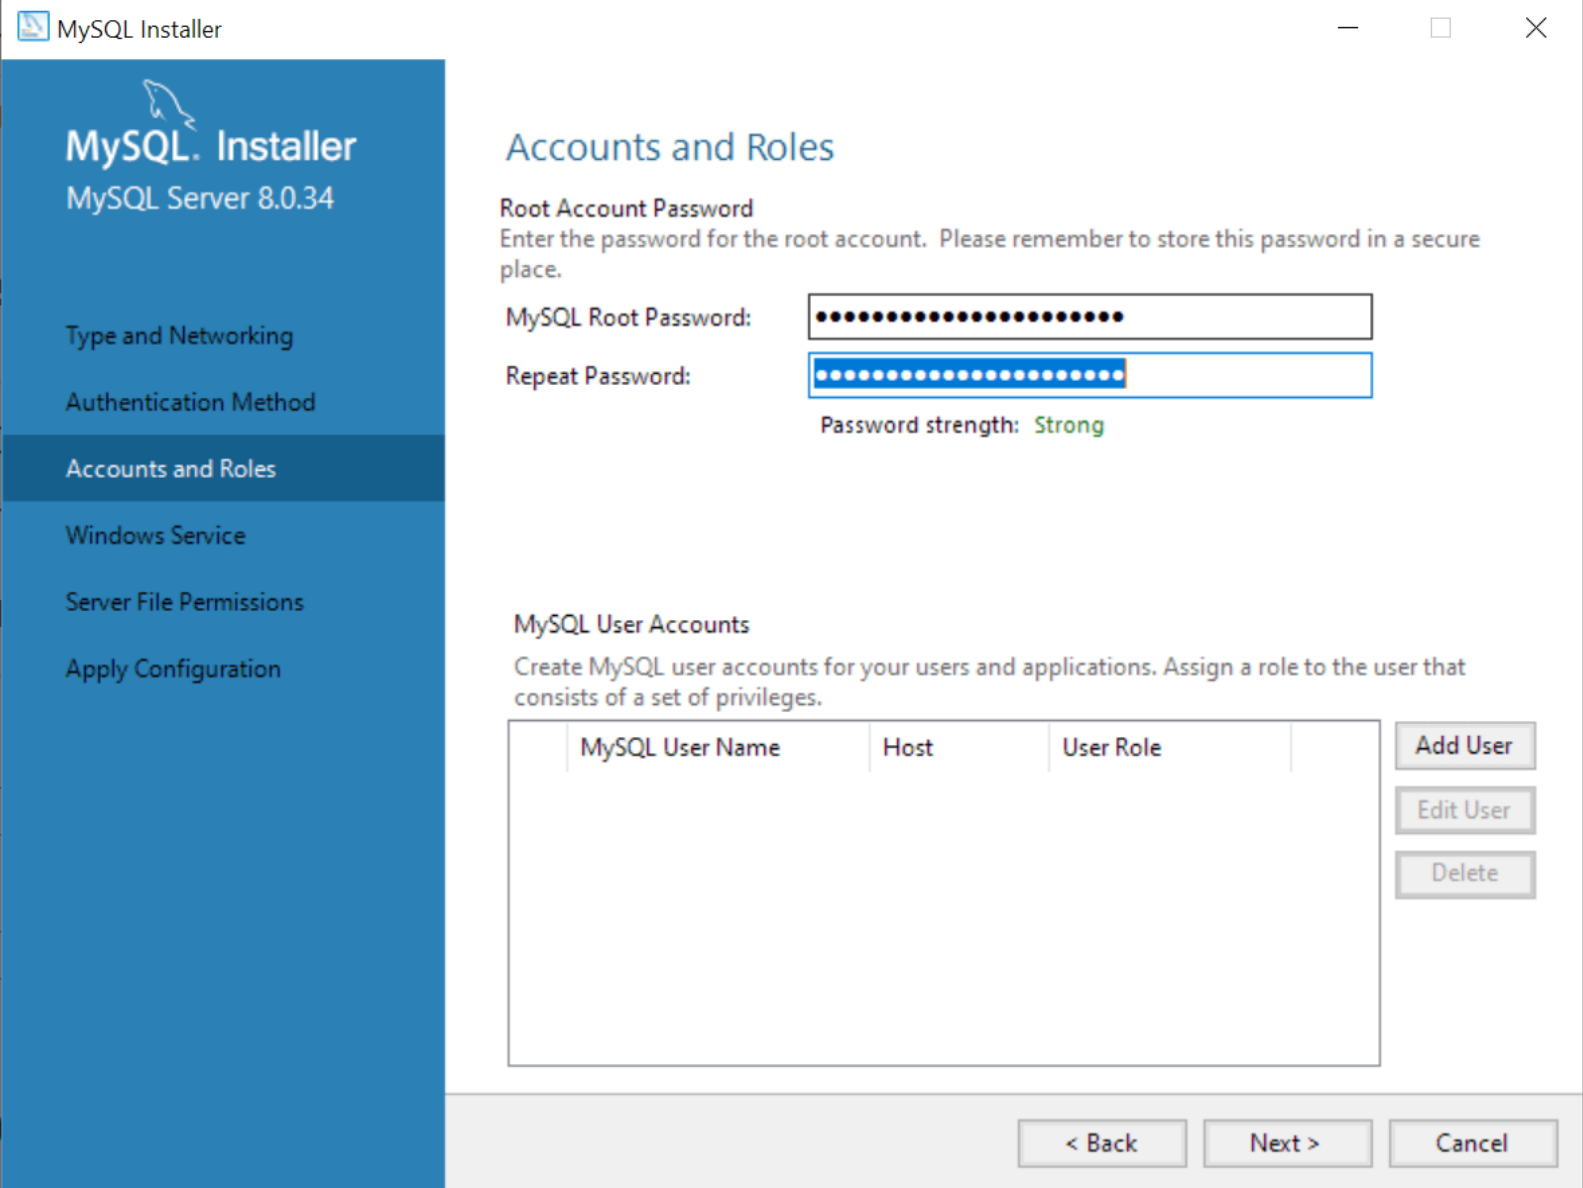 MySQL Installer
MySQL. Installer
MySQL Server 8.0.34
Type and Networking
Authentication Method
Accounts and Roles
Windows Service
Server File Permissions
Apply Configuration
Accounts and Roles
Root Account Password
Enter the password for the root account.  Please remember to store this password in a secure
place.
MySQL Root Password: ●●●●●●●●●●●●●●●●●●●●●●
Repeat Password: ●●●●●●●●●●●●●●●●●●●●●●
Password strength: Strong
MySQL User Accounts
Create MySQL user accounts for your users and applications. Assign a role to the user that
consists of a set of privileges.
MySQL User Name Host User Role
Add User
Edit User
Delete
< Back Next > Cancel